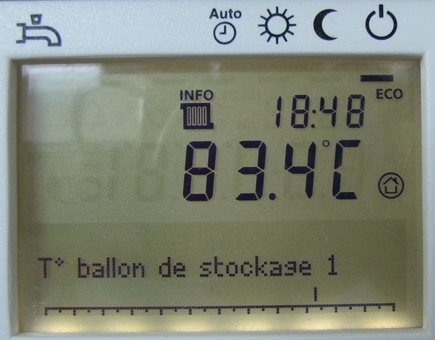 Auto
INFO
18:48
ECO
83.4°C
T° ballon de stockage 1